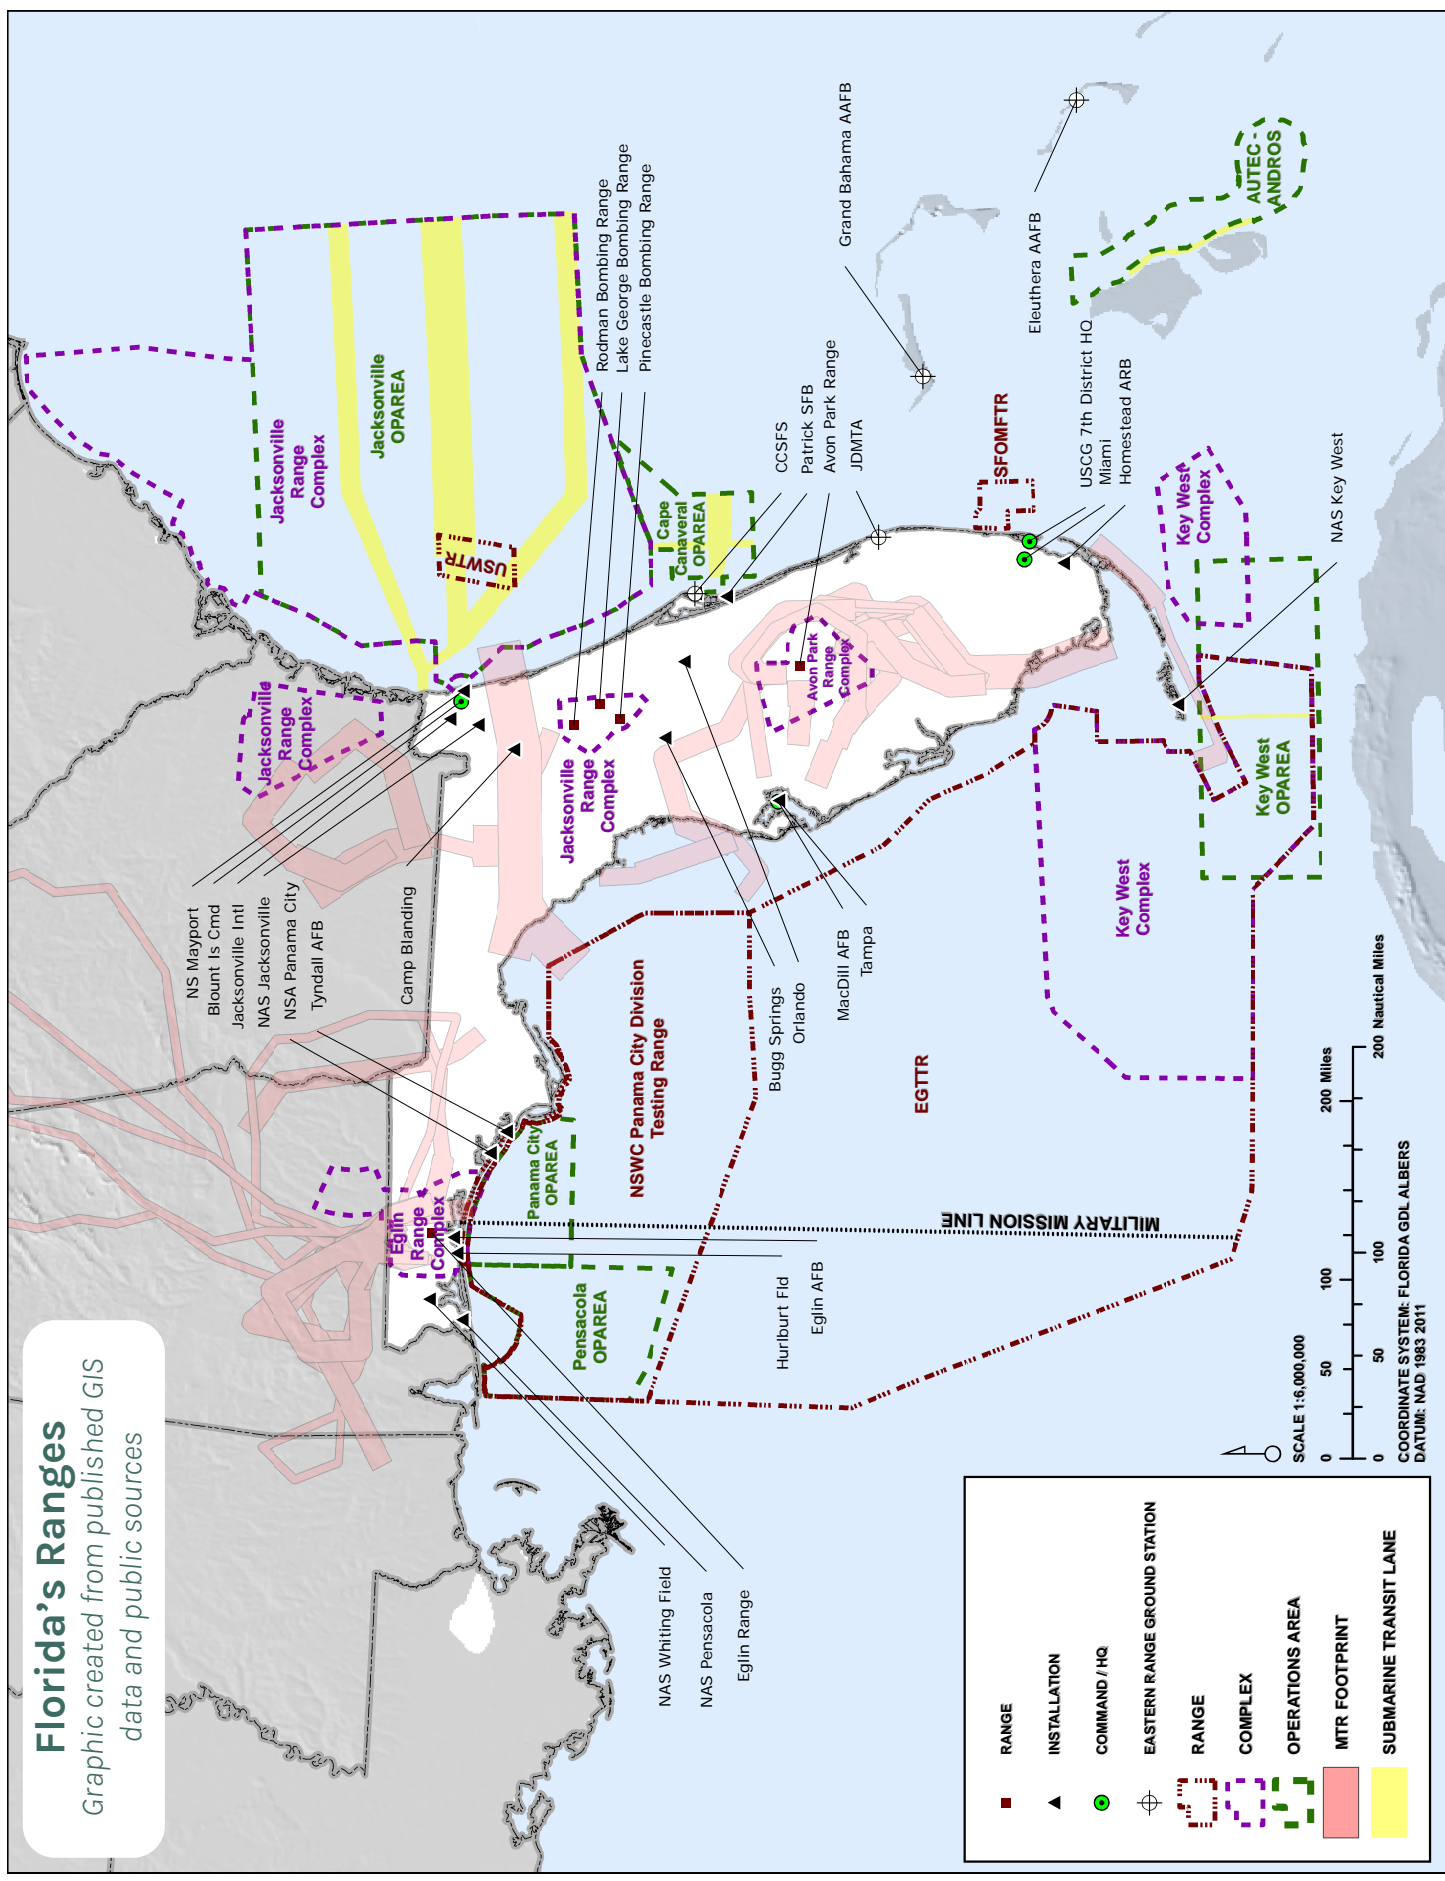 Florida's Ranges
Graphic created from published GIS
data and public sources
NS Mayport
Blount Is Cmd
Jacksonville Intl
NAS Jacksonville
NSA Panama City
Tyndall AFB
Camp Blanding
Jacksonville
Range
Complex
Jacksonville
Range
Complex
Jacksonville
OPAREA
USWTR
Rodman Bombing Range
Lake George Bombing Range
Pinecastle Bombing Range
Jacksonville
Range
Complex
Cape
Canaveral
OPAREA
CCSFS
Patrick SFB
Avon Park Range
JDMTA
Grand Bahama AAFB
Eleuthera AAFB
AUTEC -
ANDROS
SFOMFTR
USCG 7th District HQ
Miami
Homestead ARB
Key West
Complex
NAS Key West
Avon Park
Range
Complex
Key West
OPAREA
Key West
Complex
Eglin
Range
Complex
Panama City
OPAREA
Pensacola
OPAREA
NSWC Panama City Division
Testing Range
EGTTR
MILITARY MISSION LINE
Bugg Springs
Orlando
MacDill AFB
Tampa
Hurlburt Fld
Eglin AFB
NAS Whiting Field
NAS Pensacola
Eglin Range
RANGE
INSTALLATION
COMMAND / HQ
EASTERN RANGE GROUND STATION
RANGE
COMPLEX
OPERATIONS AREA
MTR FOOTPRINT
SUBMARINE TRANSIT LANE
SCALE 1:6,000,000
0 50 100 200 Miles
0 50 100 200 Nautical Miles
COORDINATE SYSTEM: FLORIDA GDL ALBERS
DATUM: NAD 1983 2011